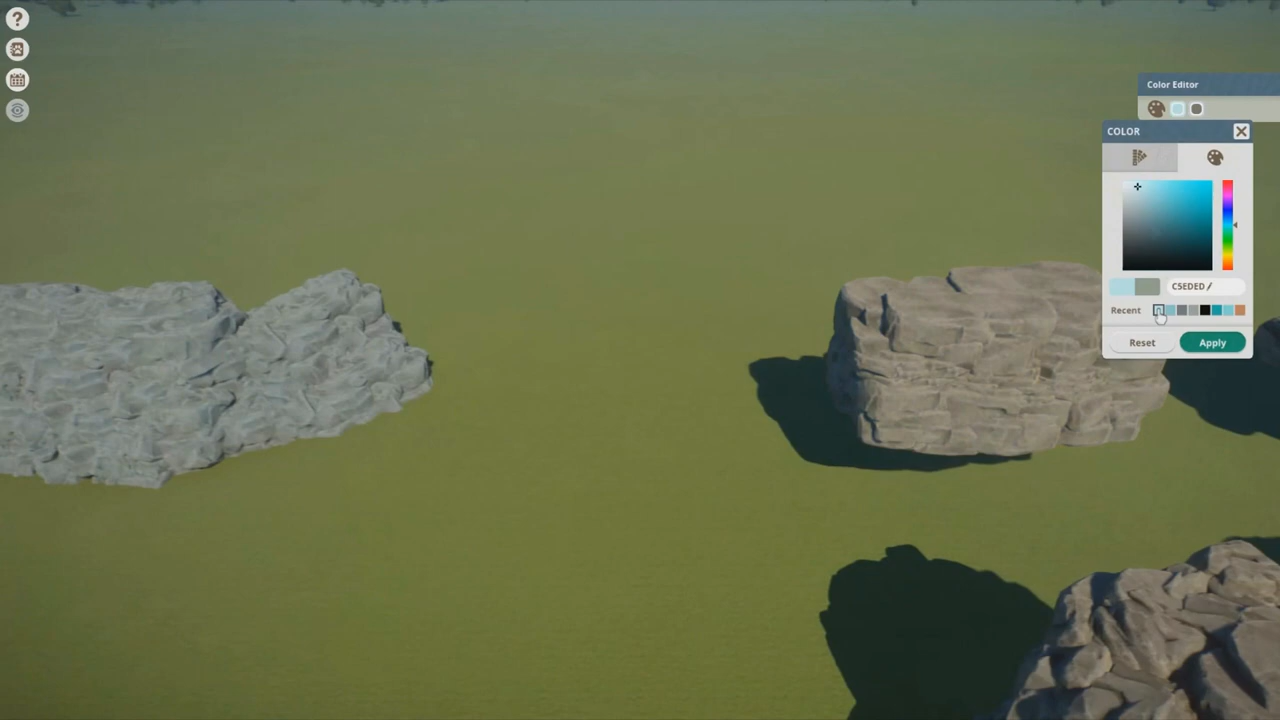 ?
Color Editor
COLOR
C5EDED
Recent
Reset
Apply